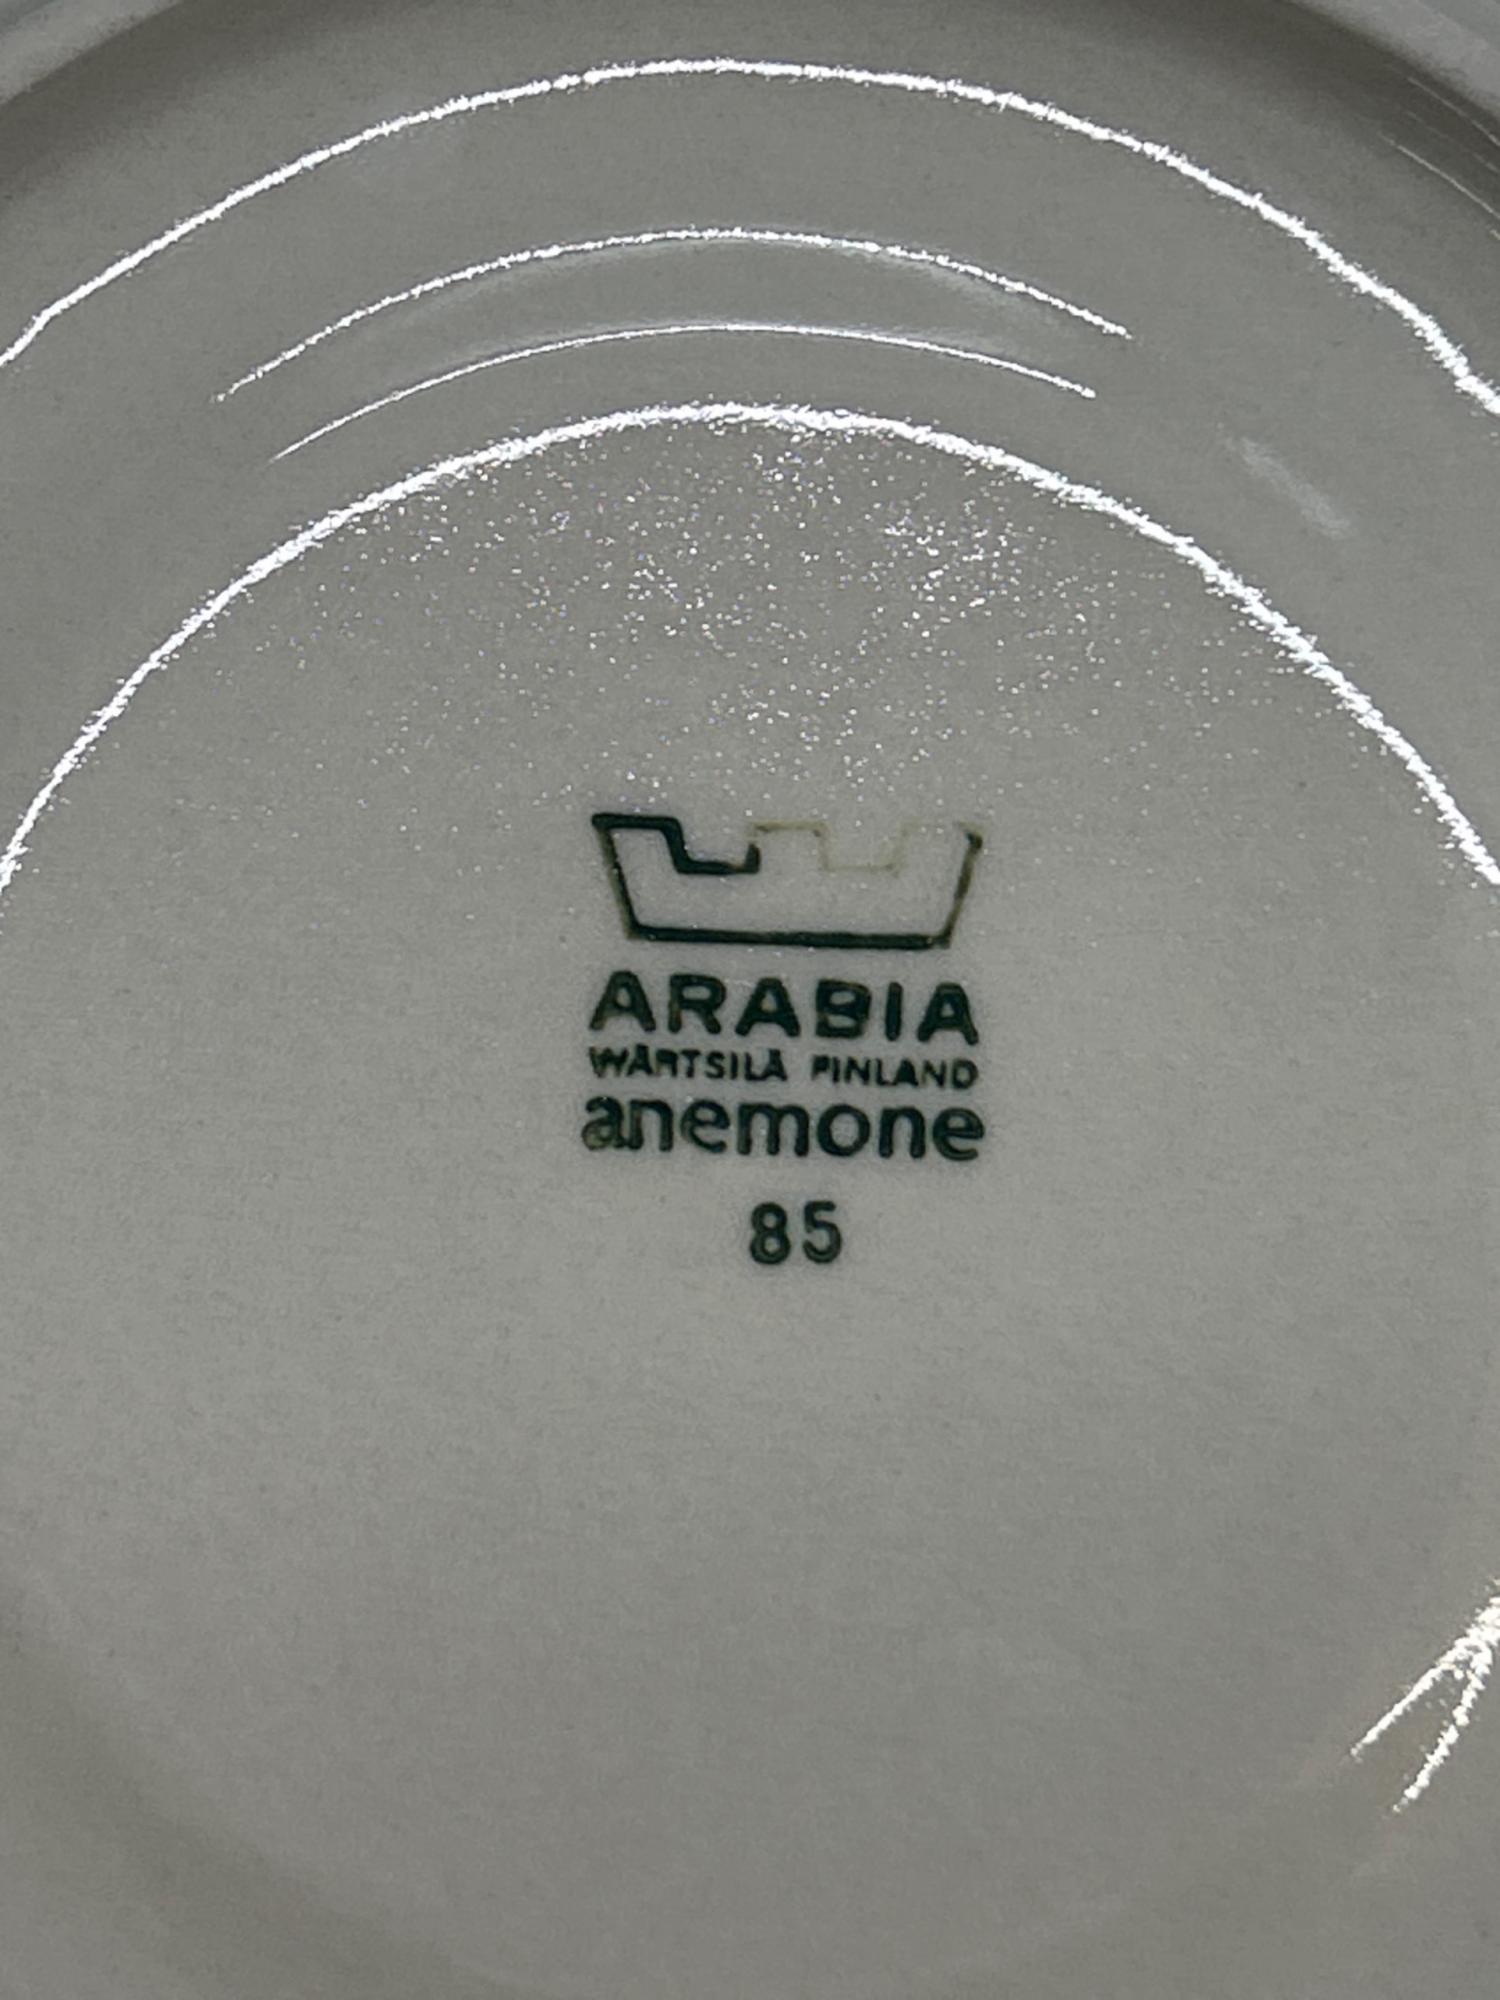 ARABIA
WÄRTSILÄ FINLAND
anemone
85